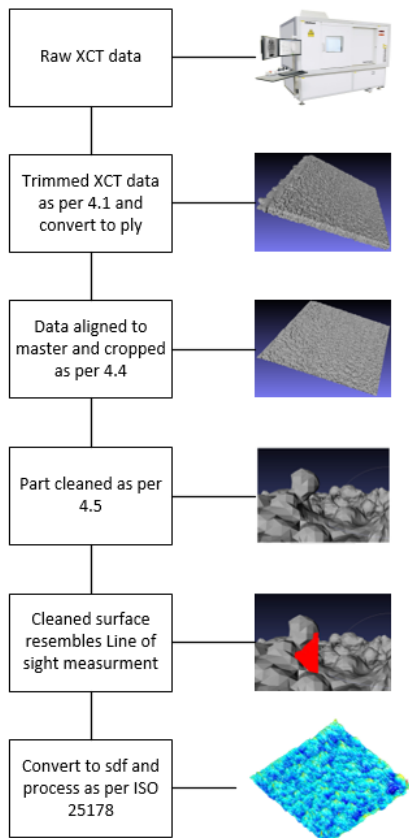 Raw XCT data
Trimmed XCT data
as per 4.1 and
convert to ply
Data aligned to
master and cropped
as per 4.4
Part cleaned as per
4.5
Cleaned surface
resembles Line of
sight measurment
Convert to sdf and
process as per ISO
25178